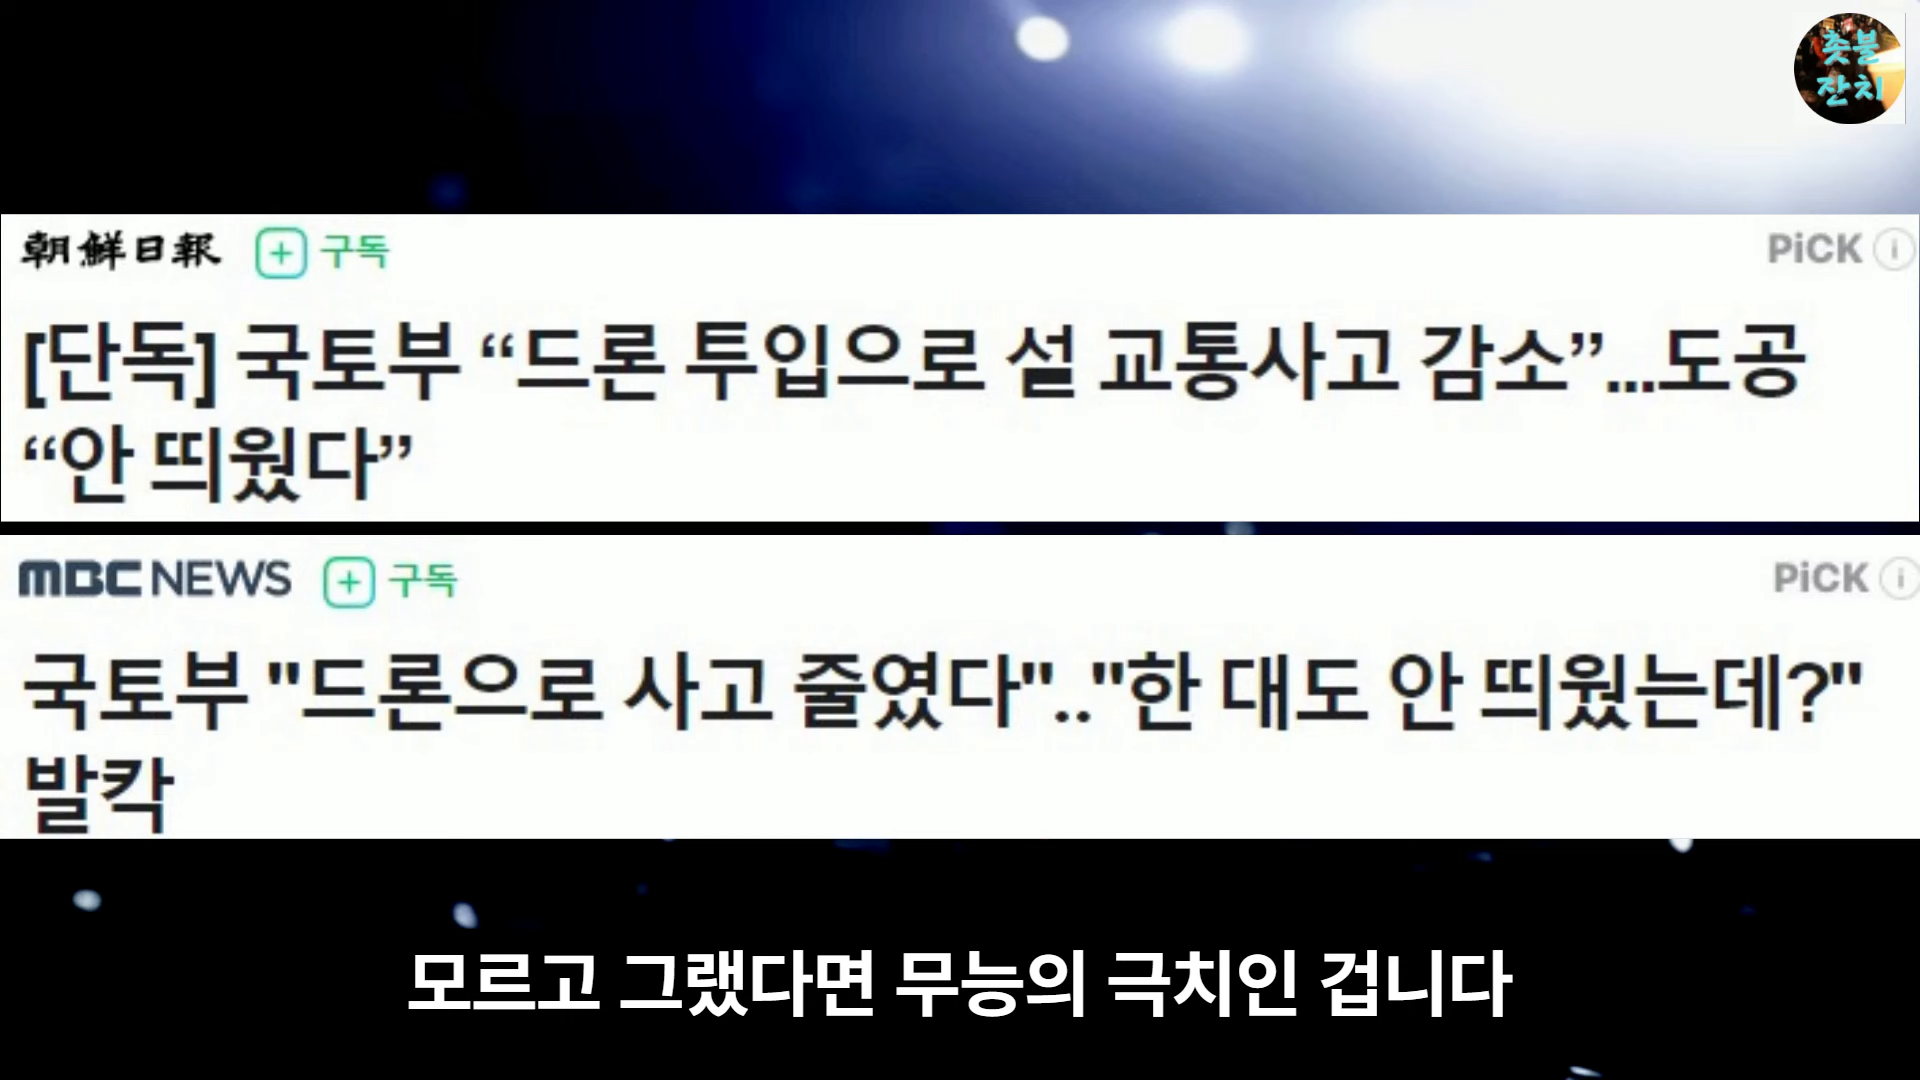 촛불
잔치
朝鮮日報 구독 PiCK
[단독] 국토부 “드론 투입으로 설 교통사고 감소”...도공
“안 띄웠다”
MBC NEWS 구독 PiCK
국토부 "드론으로 사고 줄였다".."한 대도 안 띄웠는데?"
발칵
모르고 그랬다면 무능의 극치인 겁니다